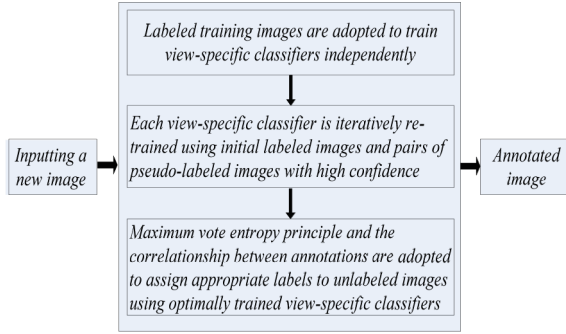 Labeled training images are adopted to train
view-specific classifiers independently
Each view-specific classifier is iteratively re-
trained using initial labeled images and pairs of
pseudo-labeled images with high confidence
Inputting a
new image
Annotated
image
Maximum vote entropy principle and the
correlationship between annotations are adopted
to assign appropriate labels to unlabeled images
using optimally trained view-specific classifiers